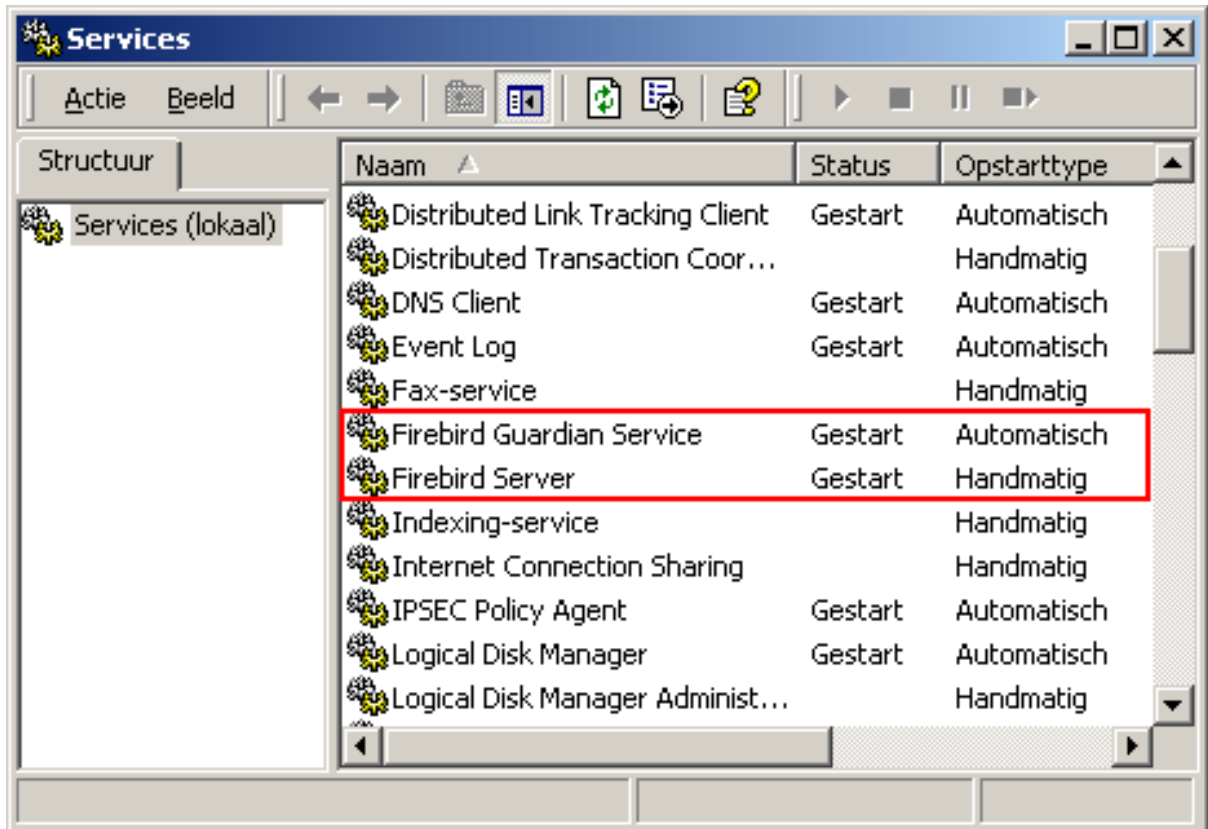 Services
Actie Beeld
Structuur
Services (lokaal)
Naam Status Opstarttype
Distributed Link Tracking Client Gestart Automatisch
Distributed Transaction Coor... Handmatig
DNS Client Gestart Automatisch
Event Log Gestart Automatisch
Fax-service Handmatig
Firebird Guardian Service Gestart Automatisch
Firebird Server Gestart Handmatig
Indexing-service Handmatig
Internet Connection Sharing Handmatig
IPSEC Policy Agent Gestart Automatisch
Logical Disk Manager Gestart Automatisch
Logical Disk Manager Administ... Handmatig